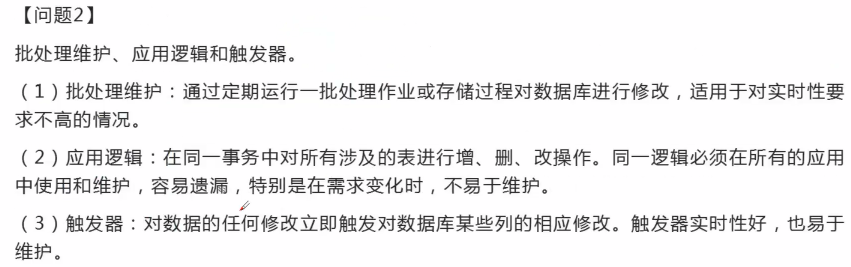 【问题2】
批处理维护、应用逻辑和触发器。
（1）批处理维护：通过定期运行一批处理作业或存储过程对数据库进行修改，适用于对实时性要
求不高的情况。
（2）应用逻辑：在同一事务中对所有涉及的表进行增、删、改操作。同一逻辑必须在所有的应用
中使用和维护，容易遗漏，特别是在需求变化时，不易于维护。
（3）触发器：对数据的任何修改立即触发对数据库某些列的相应修改。触发器实时性好，也易于
维护。